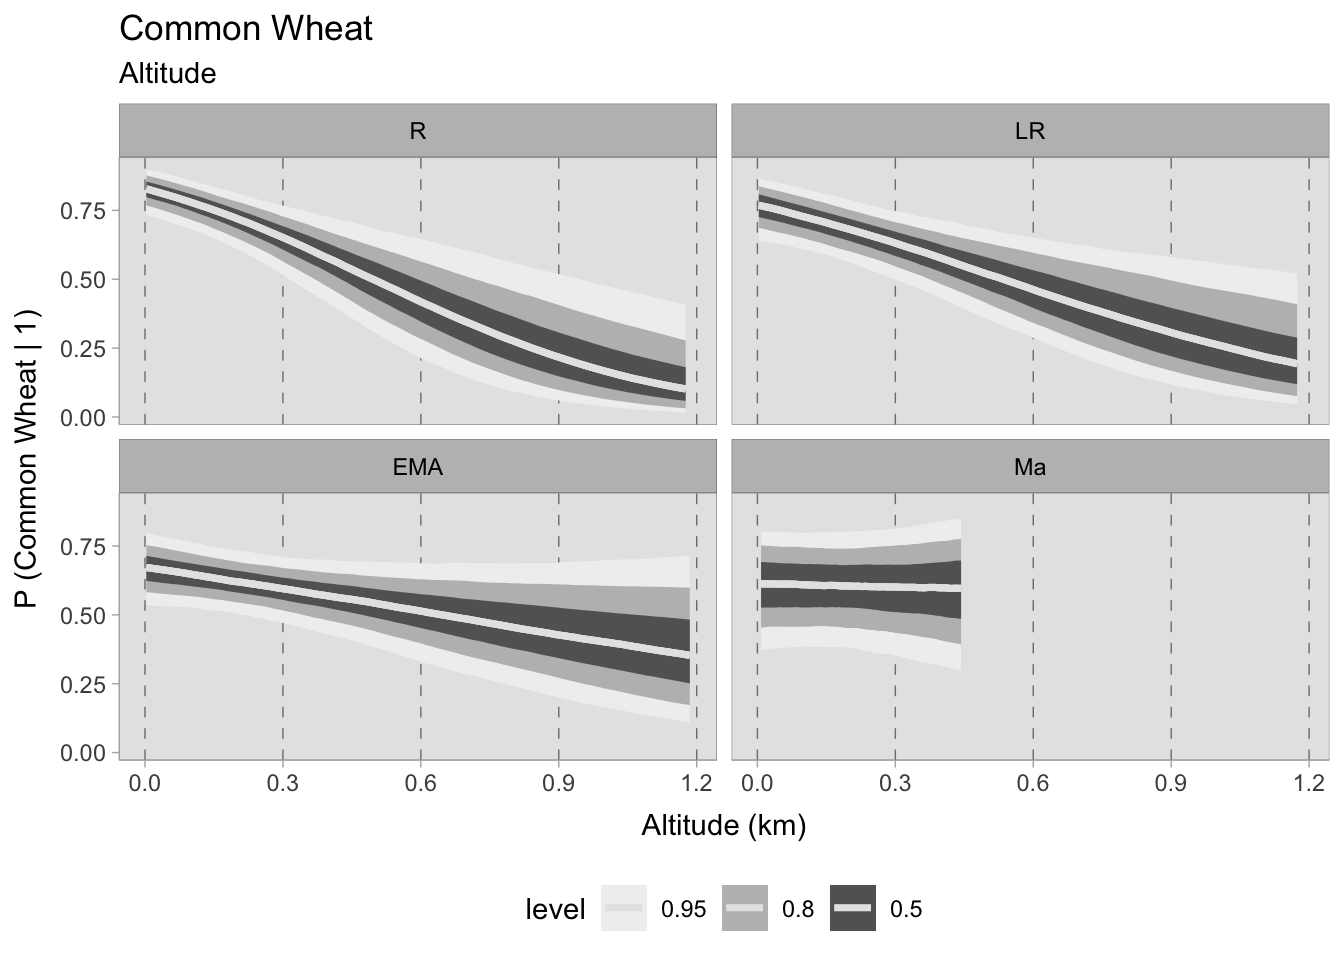 Common Wheat
Altitude
R
LR
0.75
0.50
0.25
0.00
EMA
Ma
0.75
0.50
0.25
0.00
0.0 0.3 0.6 0.9 1.2 0.0 0.3 0.6 0.9 1.2
P (Common Wheat | 1)
Altitude (km)
level 0.95 0.8 0.5